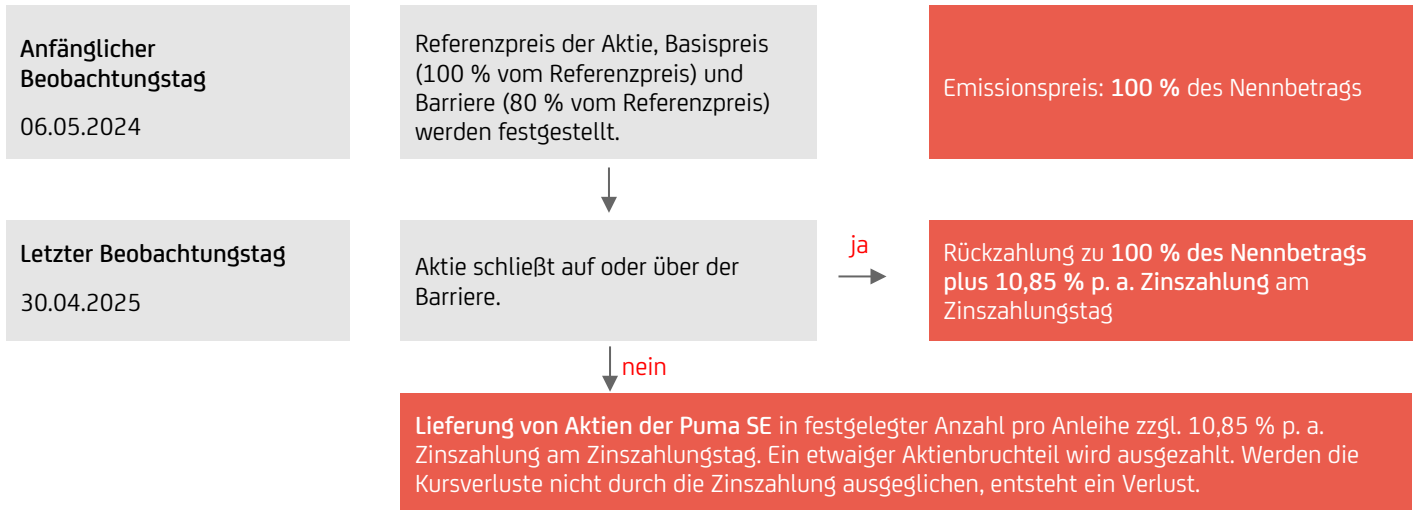 Anfänglicher
Beobachtungstag
06.05.2024
Referenzpreis der Aktie, Basispreis
(100 % vom Referenzpreis) und
Barriere (80 % vom Referenzpreis)
werden festgestellt.
Emissionspreis: 100 % des Nennbetrags
Letzter Beobachtungstag
30.04.2025
Aktie schließt auf oder über der
Barriere.
ja
Rückzahlung zu 100 % des Nennbetrags
plus 10,85 % p. a. Zinszahlung am
Zinszahlungstag
nein
Lieferung von Aktien der Puma SE in festgelegter Anzahl pro Anleihe zzgl. 10,85 % p. a.
Zinszahlung am Zinszahlungstag. Ein etwaiger Aktienbruchteil wird ausgezahlt. Werden die
Kursverluste nicht durch die Zinszahlung ausgeglichen, entsteht ein Verlust.